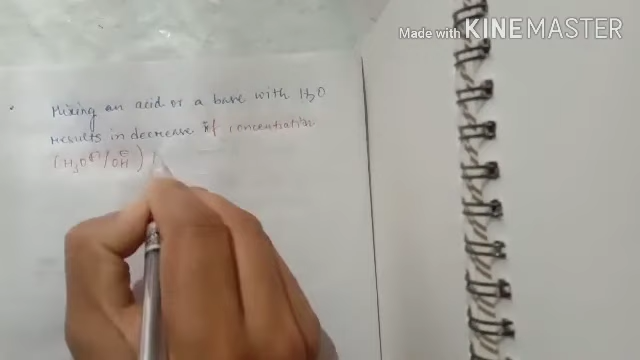 Made with KINEMASTER
Mixing an acid or a base with H₂O
results in decrease of concentration
(H₃O⊕/OH⊖)